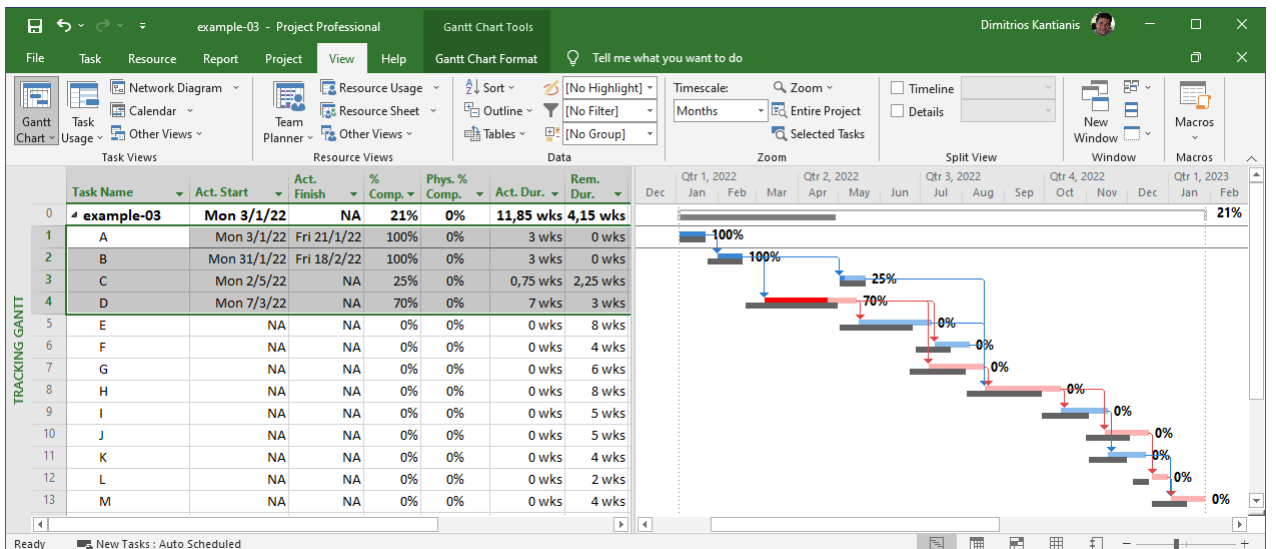 example-03 - Project Professional
Gantt Chart Tools
Dimitrios Kantianis
File Task Resource Report Project View Help Gantt Chart Format Tell me what you want to do
Gantt Chart
Task Usage
Network Diagram
Calendar
Other Views
Task Views
Team Planner
Resource Usage
Resource Sheet
Other Views
Resource Views
Sort
Outline
Tables
[No Highlight]
[No Filter]
[No Group]
Data
Timescale:
Months
Zoom
Entire Project
Selected Tasks
Zoom
Timeline
Details
Split View
New Window
Window
Macros
Macros
Task Name Act. Start Act. Finish % Comp. Phys. % Comp. Act. Dur. Rem. Dur.
Qtr 1, 2022 Qtr 2, 2022 Qtr 3, 2022 Qtr 4, 2022 Qtr 1, 2023
Dec Jan Feb Mar Apr May Jun Jul Aug Sep Oct Nov Dec Jan Feb
0 example-03 Mon 3/1/22 NA 21% 0% 11,85 wks 4,15 wks 21%
1 A Mon 3/1/22 Fri 21/1/22 100% 0% 3 wks 0 wks 100%
2 B Mon 31/1/22 Fri 18/2/22 100% 0% 3 wks 0 wks 100%
3 C Mon 2/5/22 NA 25% 0% 0,75 wks 2,25 wks 25%
4 D Mon 7/3/22 NA 70% 0% 7 wks 3 wks 70%
5 E NA NA 0% 0% 0 wks 8 wks 0%
6 F NA NA 0% 0% 0 wks 4 wks 0%
7 G NA NA 0% 0% 0 wks 6 wks 0%
8 H NA NA 0% 0% 0 wks 8 wks 0%
9 I NA NA 0% 0% 0 wks 5 wks 0%
10 J NA NA 0% 0% 0 wks 5 wks 0%
11 K NA NA 0% 0% 0 wks 4 wks 0%
12 L NA NA 0% 0% 0 wks 2 wks 0%
13 M NA NA 0% 0% 0 wks 4 wks 0%
TRACKING GANTT
Ready New Tasks : Auto Scheduled